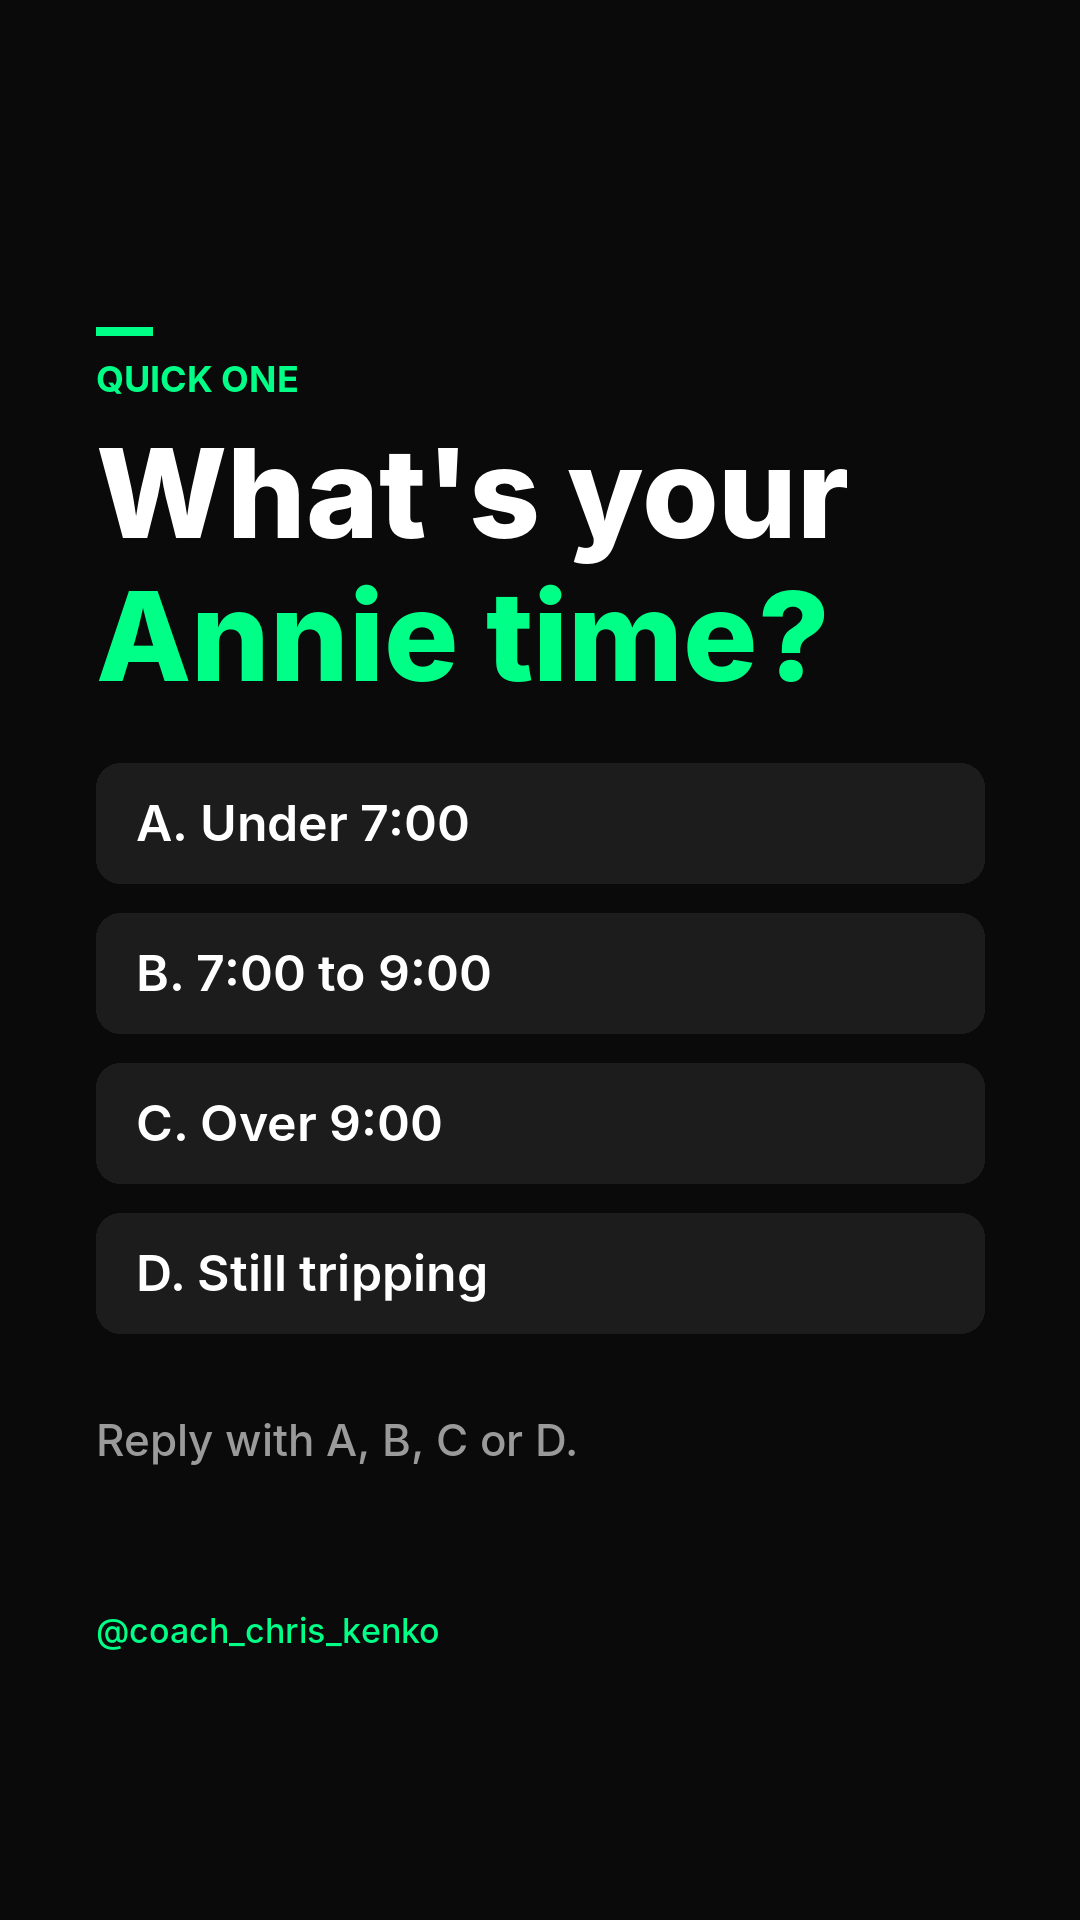 QUICK ONE
What's your
Annie time?
A. Under 7:00
B. 7:00 to 9:00
C. Over 9:00
D. Still tripping
Reply with A, B, C or D.
@coach_chris_kenko